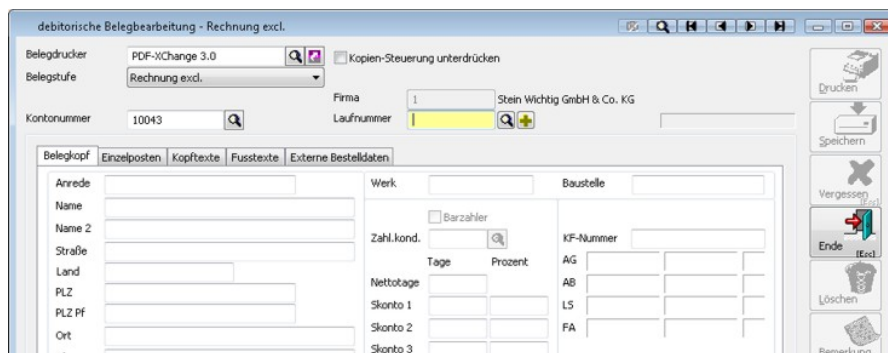 debitorische Belegbearbeitung - Rechnung excl.
Belegdrucker PDF-XChange 3.0 Kopien-Steuerung unterdrücken
Belegstufe Rechnung excl.
Firma 1 Stein Wichtig GmbH & Co. KG
Kontonummer 10043 Laufnummer
Drucken
Speichern
Vergessen [Esc]
Ende [Esc]
Löschen
Bemerkung
Belegkopf Einzelposten Kopftexte Fusstexte Externe Bestelldaten
Anrede Werk Baustelle
Name Barzahler
Name 2 Zahl.kond. KF-Nummer
Straße Tage Prozent AG
Land Nettotage AB
PLZ Skonto 1 LS
PLZ Pf Skonto 2 FA
Ort Skonto 3